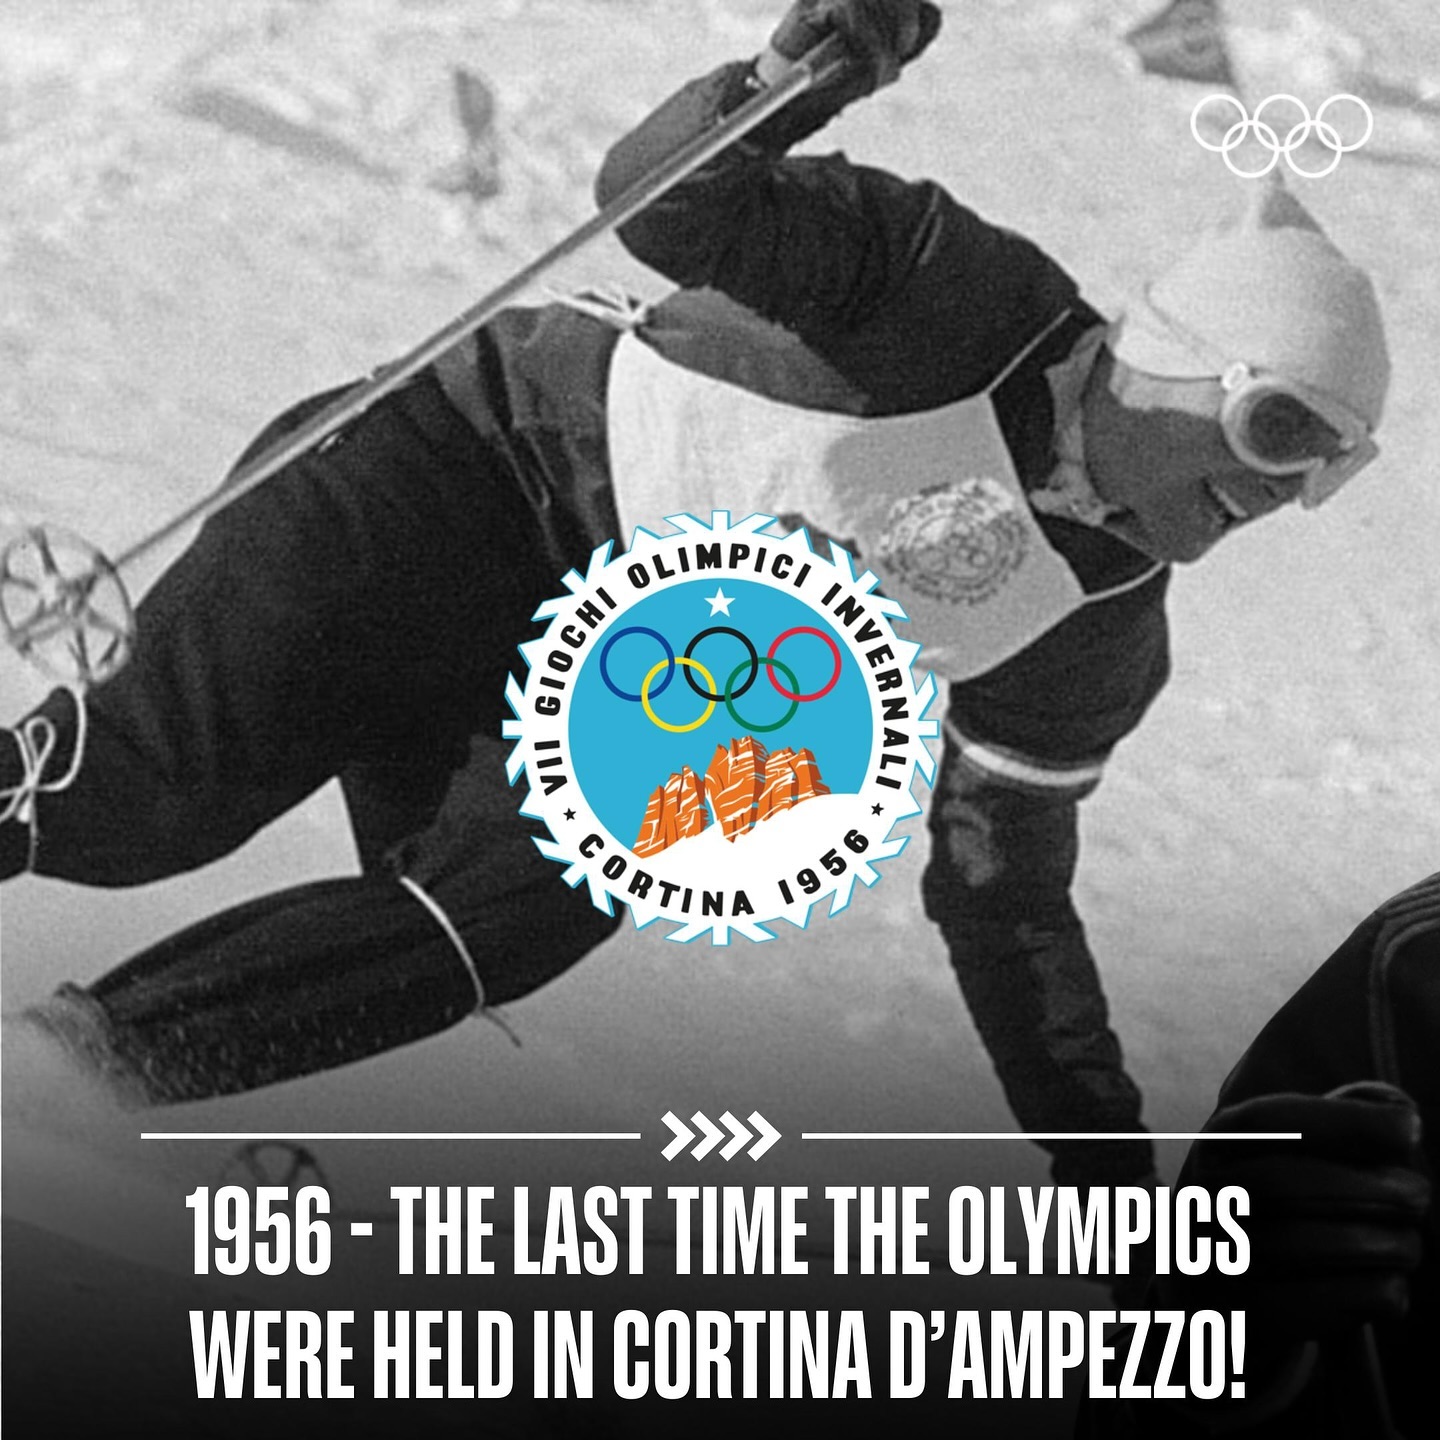 VII GIOCHI OLIMPICI INVERNALI
CORTINA 1956
1956 - THE LAST TIME THE OLYMPICS
WERE HELD IN CORTINA D’AMPEZZO!